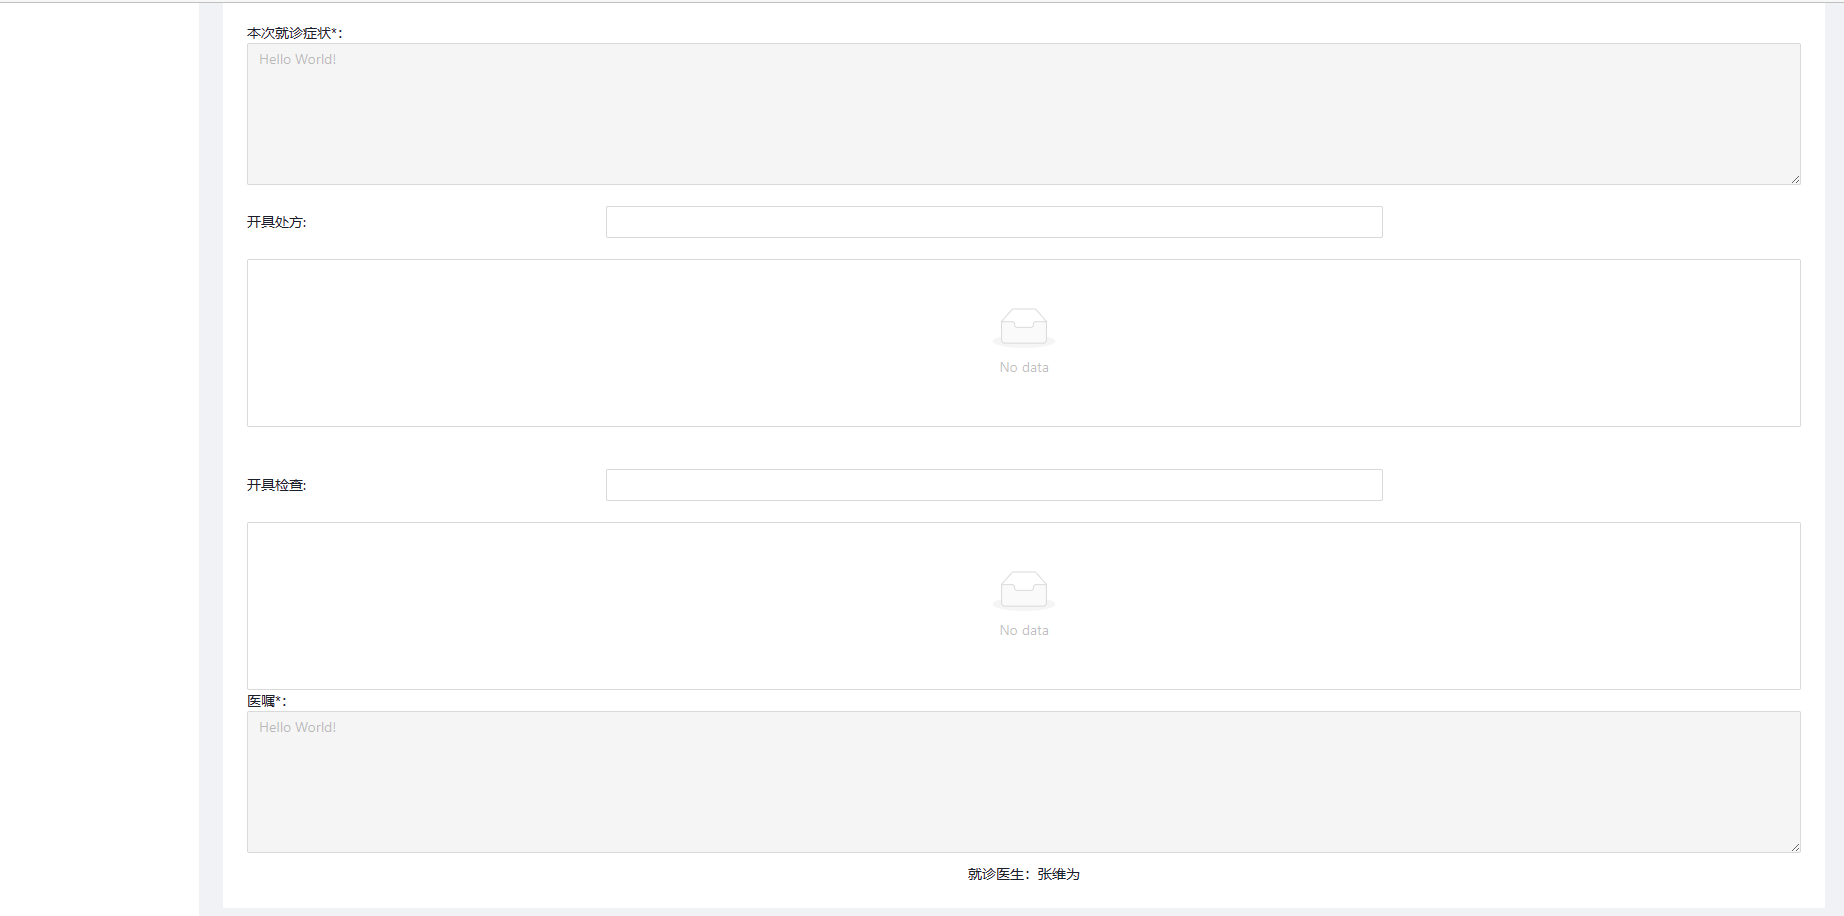 本次就诊症状*：
Hello World!
开具处方:
No data
开具检查:
No data
医嘱*：
Hello World!
就诊医生：张维为